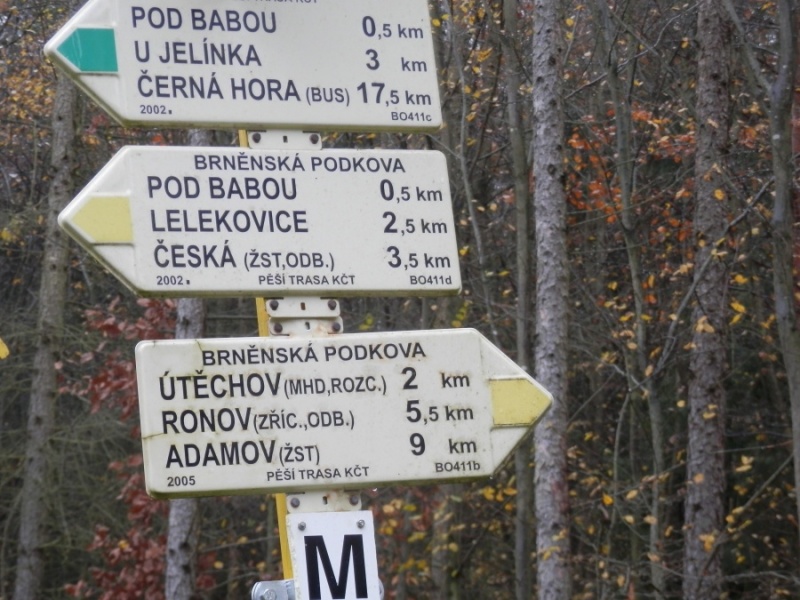 POD BABOU 0,5 km
U JELÍNKA 3 km
ČERNÁ HORA (BUS) 17,5 km
2002. BO411c
BRNĚNSKÁ PODKOVA
POD BABOU 0,5 km
LELEKOVICE 2,5 km
ČESKÁ (ŽST,ODB.) 3,5 km
2002. PĚŠÍ TRASA KČT BO411d
BRNĚNSKÁ PODKOVA
ÚTĚCHOV (MHD,ROZC.) 2 km
RONOV (ZŘÍC.,ODB.) 5,5 km
ADAMOV (ŽST) 9 km
2005 PĚŠÍ TRASA KČT BO411b
M